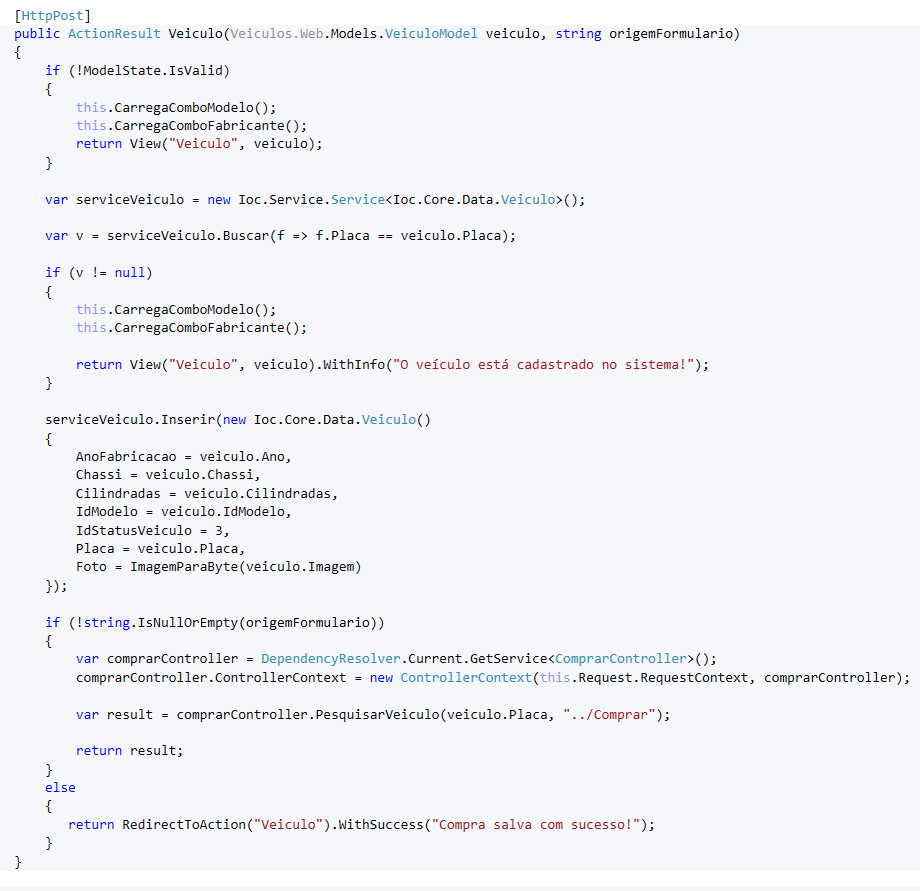 [HttpPost]
public ActionResult Veiculo(Veiculos.Web.Models.VeiculoModel veiculo, string origemFormulario)
{
    if (!ModelState.IsValid)
    {
        this.CarregaComboModelo();
        this.CarregaComboFabricante();
        return View("Veiculo", veiculo);
    }

    var serviceVeiculo = new Ioc.Service.Service<Ioc.Core.Data.Veiculo>();

    var v = serviceVeiculo.Buscar(f => f.Placa == veiculo.Placa);

    if (v != null)
    {
        this.CarregaComboModelo();
        this.CarregaComboFabricante();

        return View("Veiculo", veiculo).WithInfo("O veículo está cadastrado no sistema!");
    }

    serviceVeiculo.Inserir(new Ioc.Core.Data.Veiculo()
    {
        AnoFabricacao = veiculo.Ano,
        Chassi = veiculo.Chassi,
        Cilindradas = veiculo.Cilindradas,
        IdModelo = veiculo.IdModelo,
        IdStatusVeiculo = 3,
        Placa = veiculo.Placa,
        Foto = ImagemParaByte(veiculo.Imagem)
    });

    if (!string.IsNullOrEmpty(origemFormulario))
    {
        var comprarController = DependencyResolver.Current.GetService<ComprarController>();
        comprarController.ControllerContext = new ControllerContext(this.Request.RequestContext, comprarController);

        var result = comprarController.PesquisarVeiculo(veiculo.Placa, "../Comprar");

        return result;
    }
    else
    {
       return RedirectToAction("Veiculo").WithSuccess("Compra salva com sucesso!");
    }
}